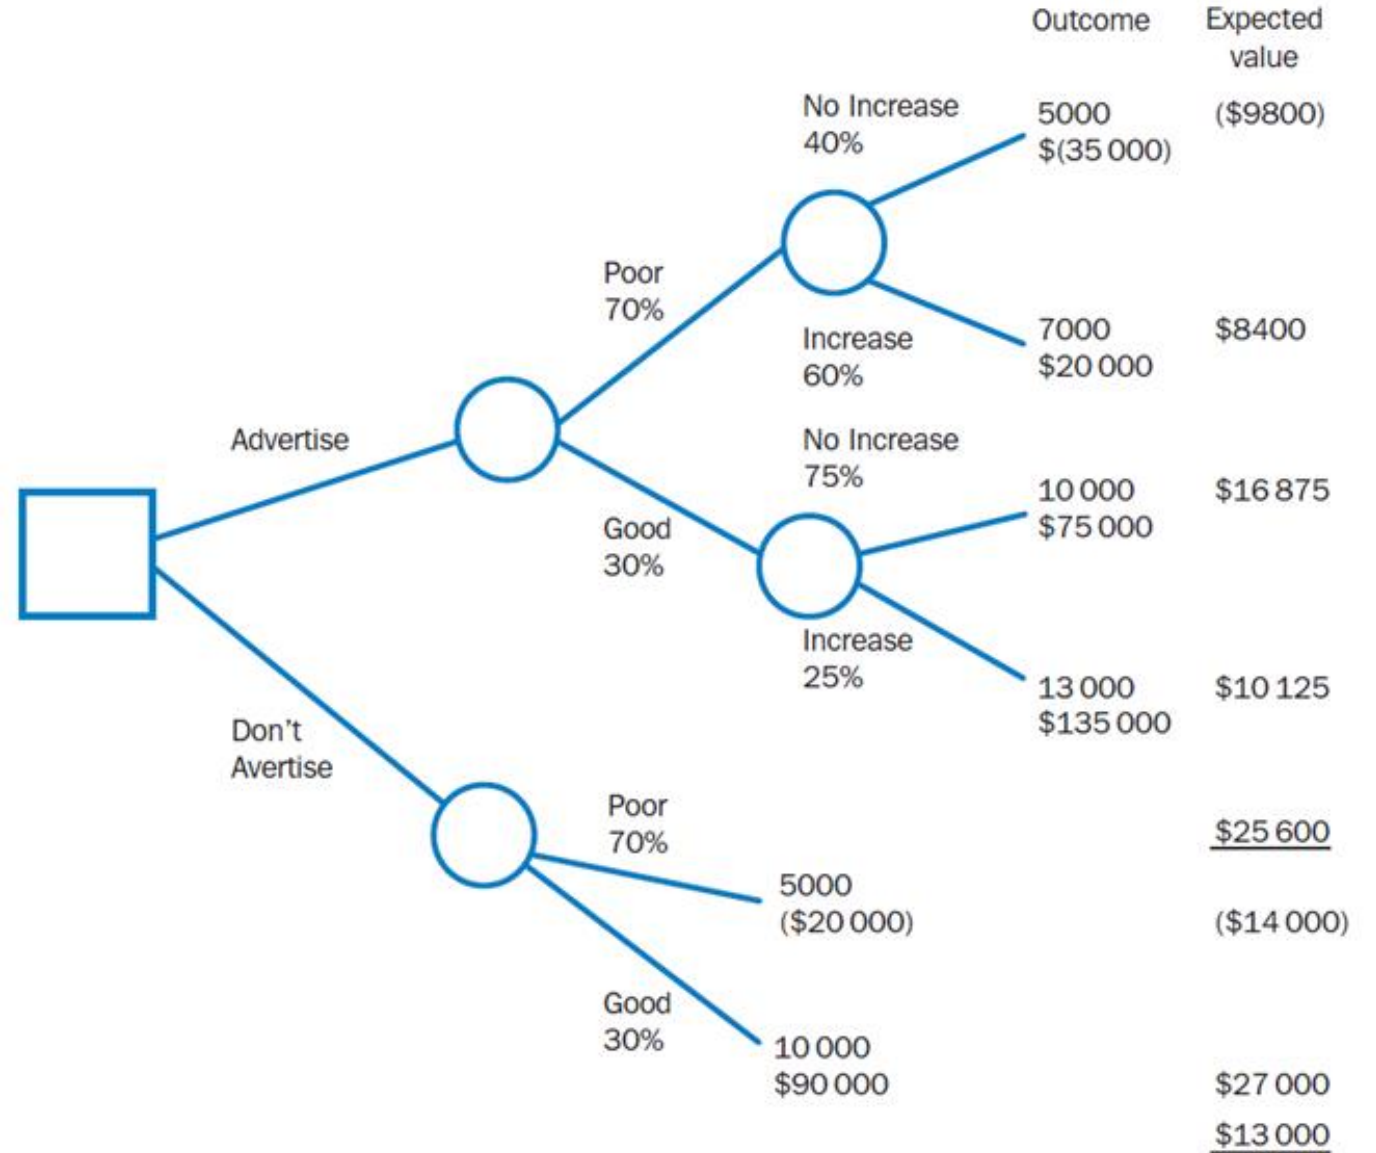 Outcome
Expected
value
No Increase
40%
5000
$(35 000)
($9800)
Poor
70%
Increase
60%
7000
$20 000
$8400
Advertise
No Increase
75%
10 000
$75 000
$16 875
Good
30%
Increase
25%
13 000
$135 000
$10 125
Don't
Avertise
$25 600
Poor
70%
5000
($20 000)
($14 000)
Good
30%
10 000
$90 000
$27 000
$13 000